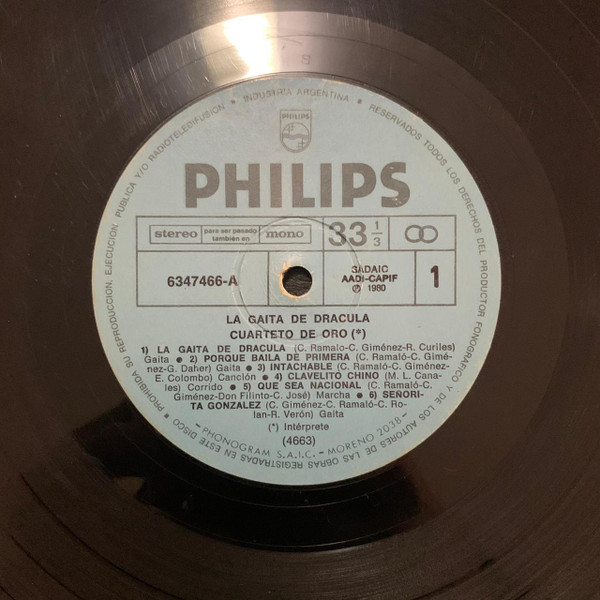 INDUSTRIA ARGENTINA • RESERVADOS TODOS LOS DERECHOS DEL PRODUCTOR FONOGRAFICO Y DE LOS AUTORES DE LAS OBRAS REGISTRADAS EN ESTE DISCO • PROHIBIDA SU REPRODUCCION, EJECUCION PUBLICA Y/O RADIOTELEDIFUSION •
PHILIPS
PHILIPS
stereo para ser pasado también en mono 33 1/3
6347466-A
SADAIC
AADI-CAPIF
℗ 1980
1
LA GAITA DE DRACULA
CUARTETO DE ORO (*)
1) LA GAITA DE DRACULA (C. Ramaló-C. Giménez-R. Curiles)
Gaita ● 2) PORQUE BAILA DE PRIMERA (C. Ramaló-C. Gimé-
nez-G. Daher) Gaita ● 3) INTACHABLE (C. Ramaló-C. Giménez-
E. Colombo) Canción ● 4) CLAVELITO CHINO (M. L. Cana-
les) Corrido ● 5) QUE SEA NACIONAL (C. Ramaló-C.
Giménez-Don Filinto-C. José) Marcha ● 6) SEÑORI-
TA GONZALEZ (C. Giménez-C. Ramaló-C. Ro-
lan-R. Verón) Gaita
(*) Intérprete
(4663)
-PHONOGRAM S.A.I.C.-MORENO 2038-